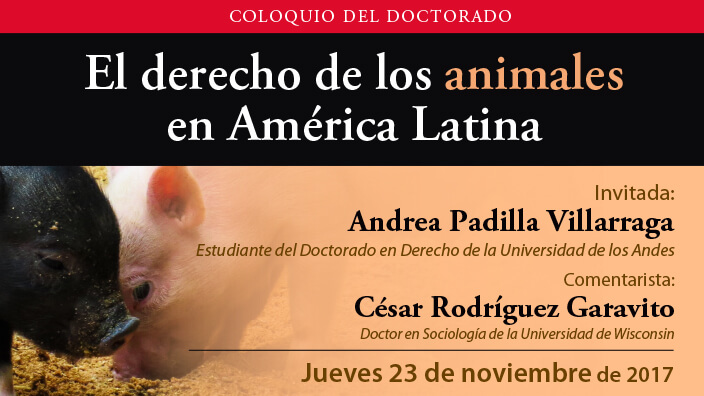 COLOQUIO DEL DOCTORADO
El derecho de los animales
en América Latina
Invitada:
Andrea Padilla Villarraga
Estudiante del Doctorado en Derecho de la Universidad de los Andes
Comentarista:
César Rodríguez Garavito
Doctor en Sociología de la Universidad de Wisconsin
Jueves 23 de noviembre de 2017